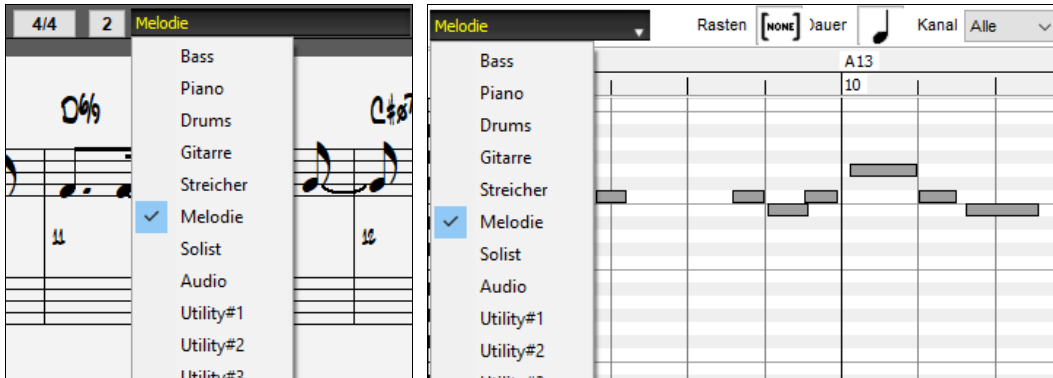 4/4 2 Melodie
Bass
Piano
D6/9
C#ø7
Drums
Gitarre
Streicher
Melodie
11
12
Solist
Audio
Utility#1
Utility#2
Utility#3
Melodie Rasten [NONE] Dauer Kanal Alle
Bass
A13
Piano
10
Drums
Gitarre
Streicher
Melodie
Solist
Audio
Utility#1
Utility#2